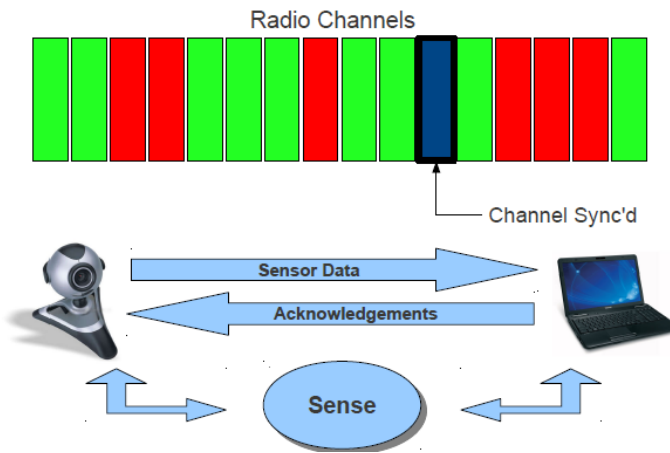 Radio Channels
Channel Sync'd
Sensor Data
Acknowledgements
Sense